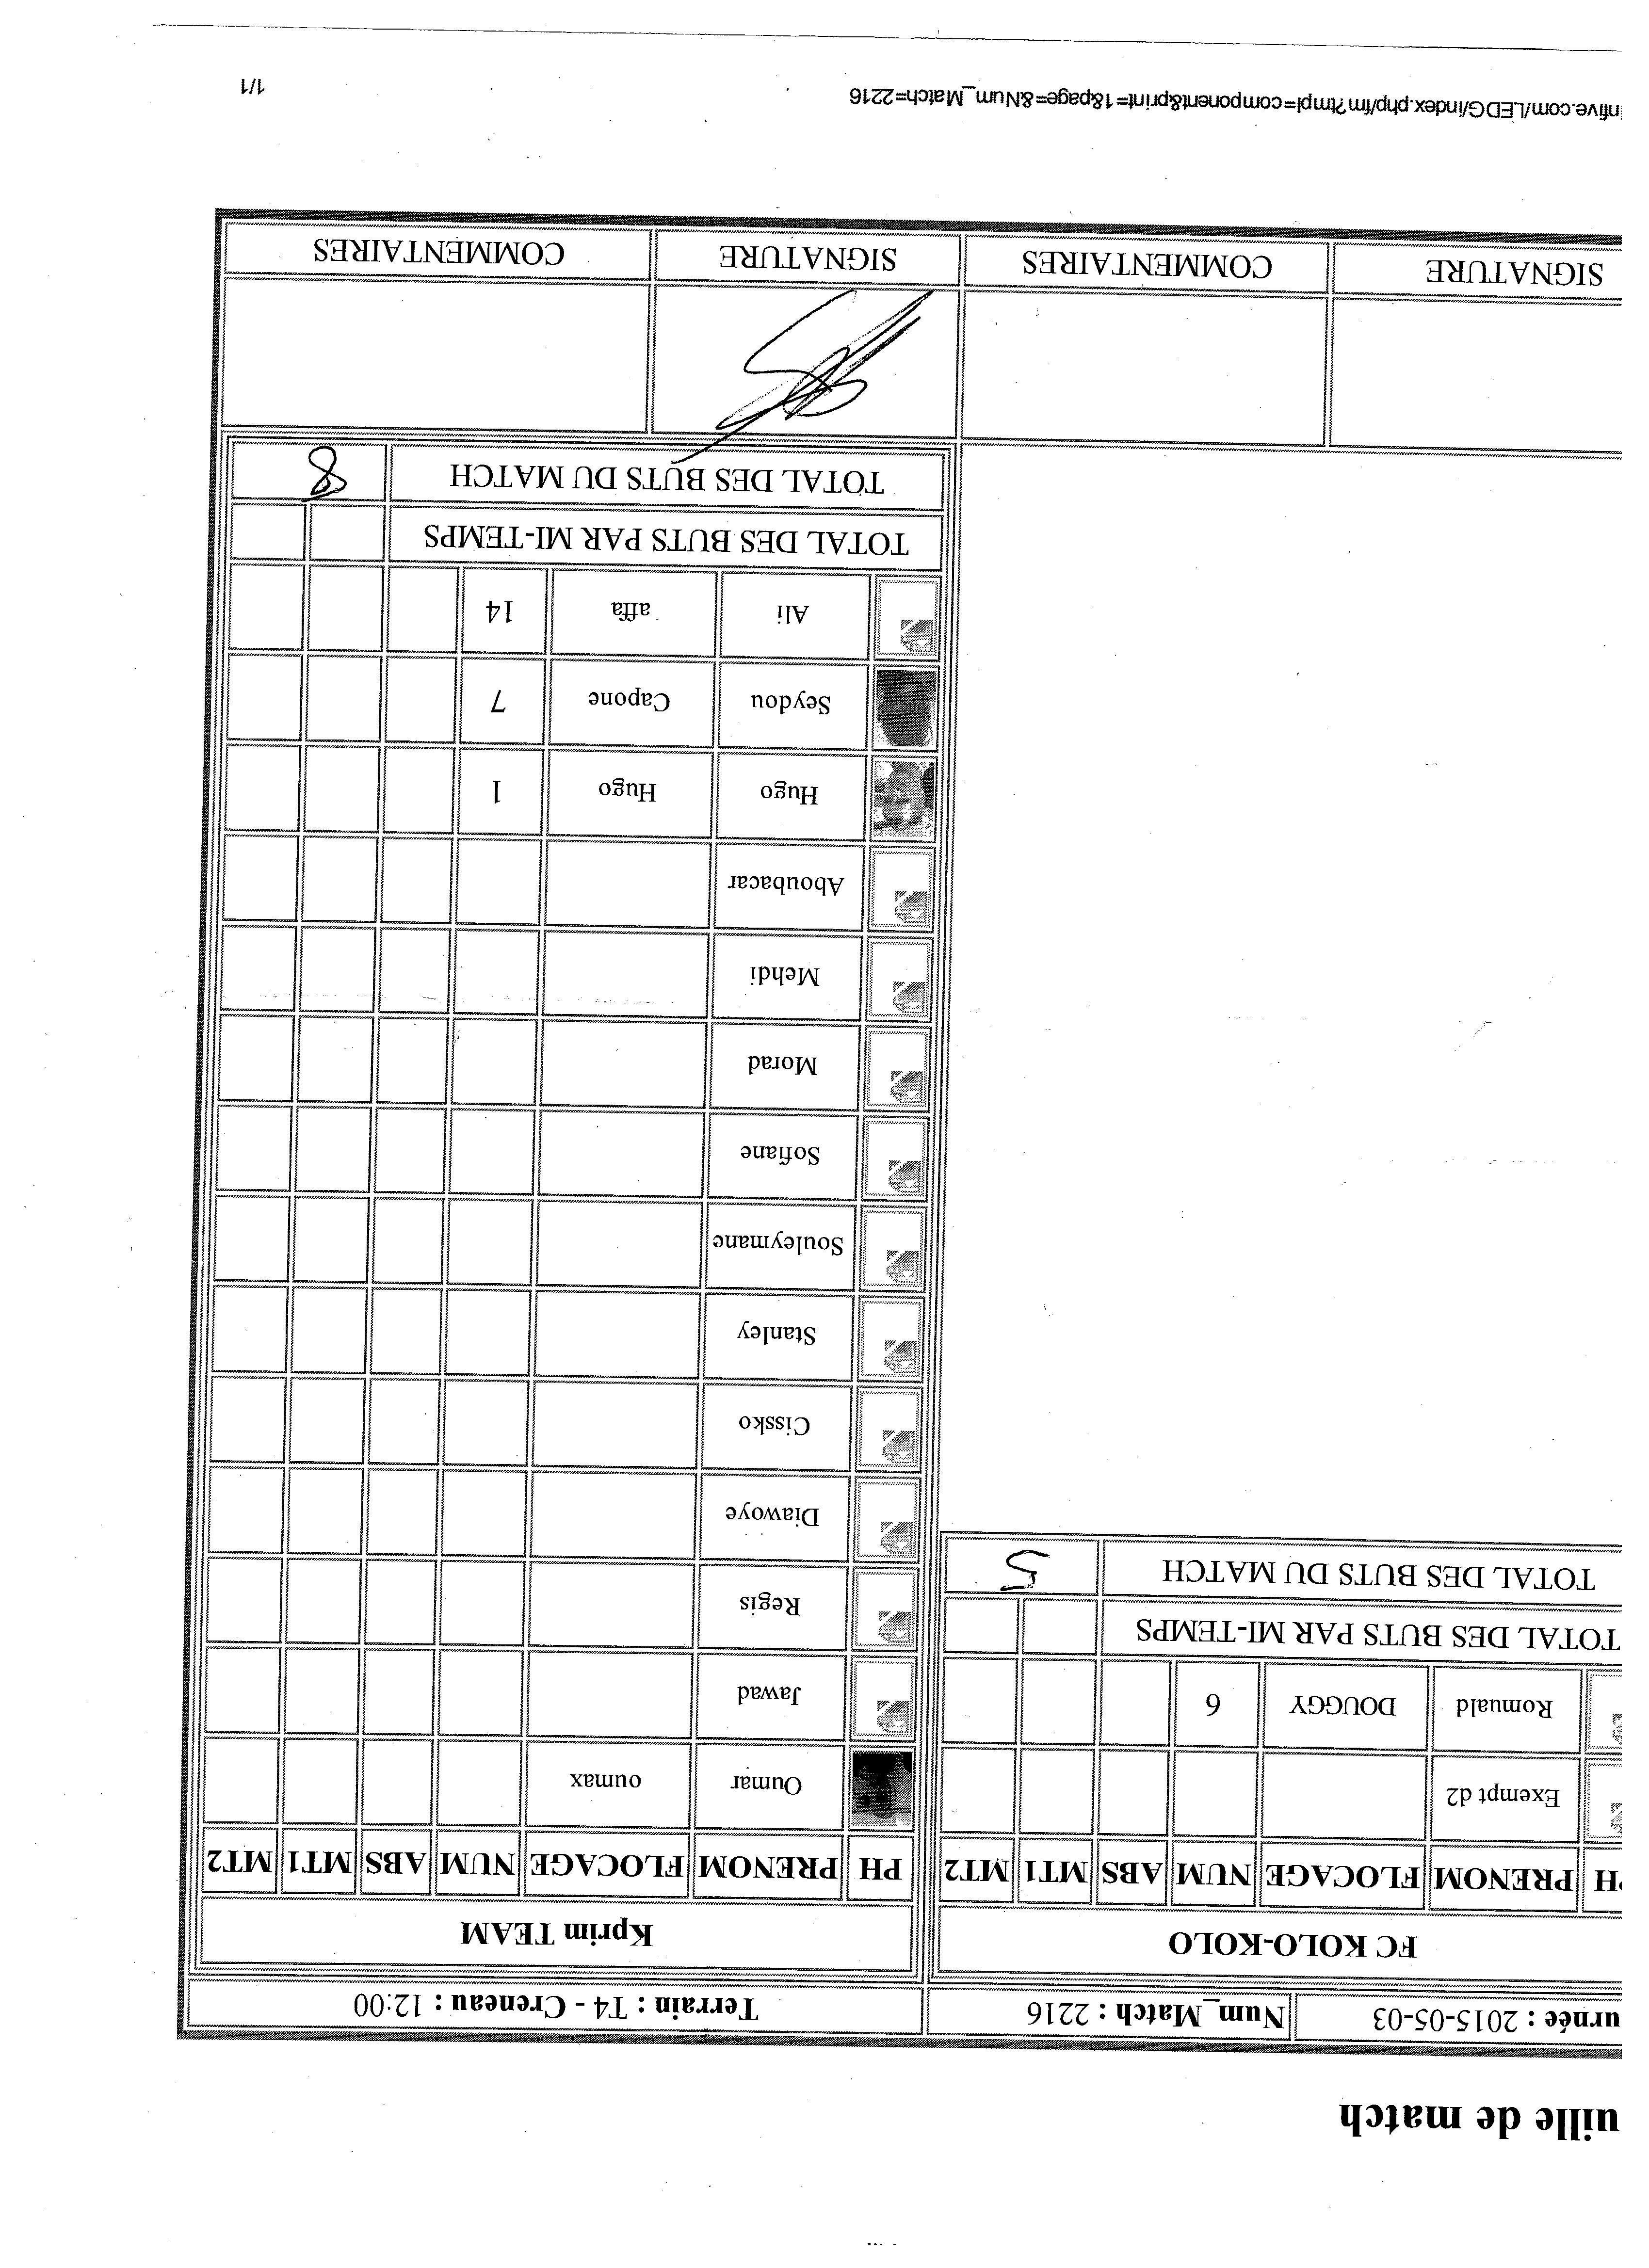 uille de match
urnée : 2015-05-03 Num_Match : 2216 Terrain : T4 - Creneau : 12:00
FC KOLO-KOLO
PRENOM FLOCAGE NUM ABS MT1 MT2
Exempt d2
Romuald DOUGGY 6
TOTAL DES BUTS PAR MI-TEMPS
TOTAL DES BUTS DU MATCH 5
Kprim TEAM
PH PRENOM FLOCAGE NUM ABS MT1 MT2
Oumar oumax
Jawad
Regis
Diawoye
Cissko
Stanley
Souleymane
Sofiane
Morad
Mehdi
Aboubacar
Hugo Hugo 1
Seydou Capone 7
Ali affa 14
TOTAL DES BUTS PAR MI-TEMPS
TOTAL DES BUTS DU MATCH 8
SIGNATURE COMMENTAIRES SIGNATURE COMMENTAIRES
nfive.com/LEDG/index.php/fm?tmpl=component&print=1&page=&Num_Match=2216 1/1